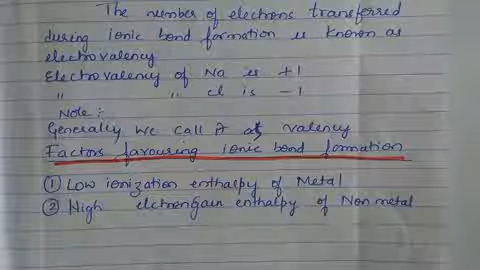 The number of electrons transferred
during ionic bond formation is known as
electrovalency
Electrovalency of Na is +1
" " cl is -1
Note:
Generally we call it as valency
Factors favouring ionic bond formation
① Low ionization enthalpy of Metal
② High elctrongain enthalpy of Non metal